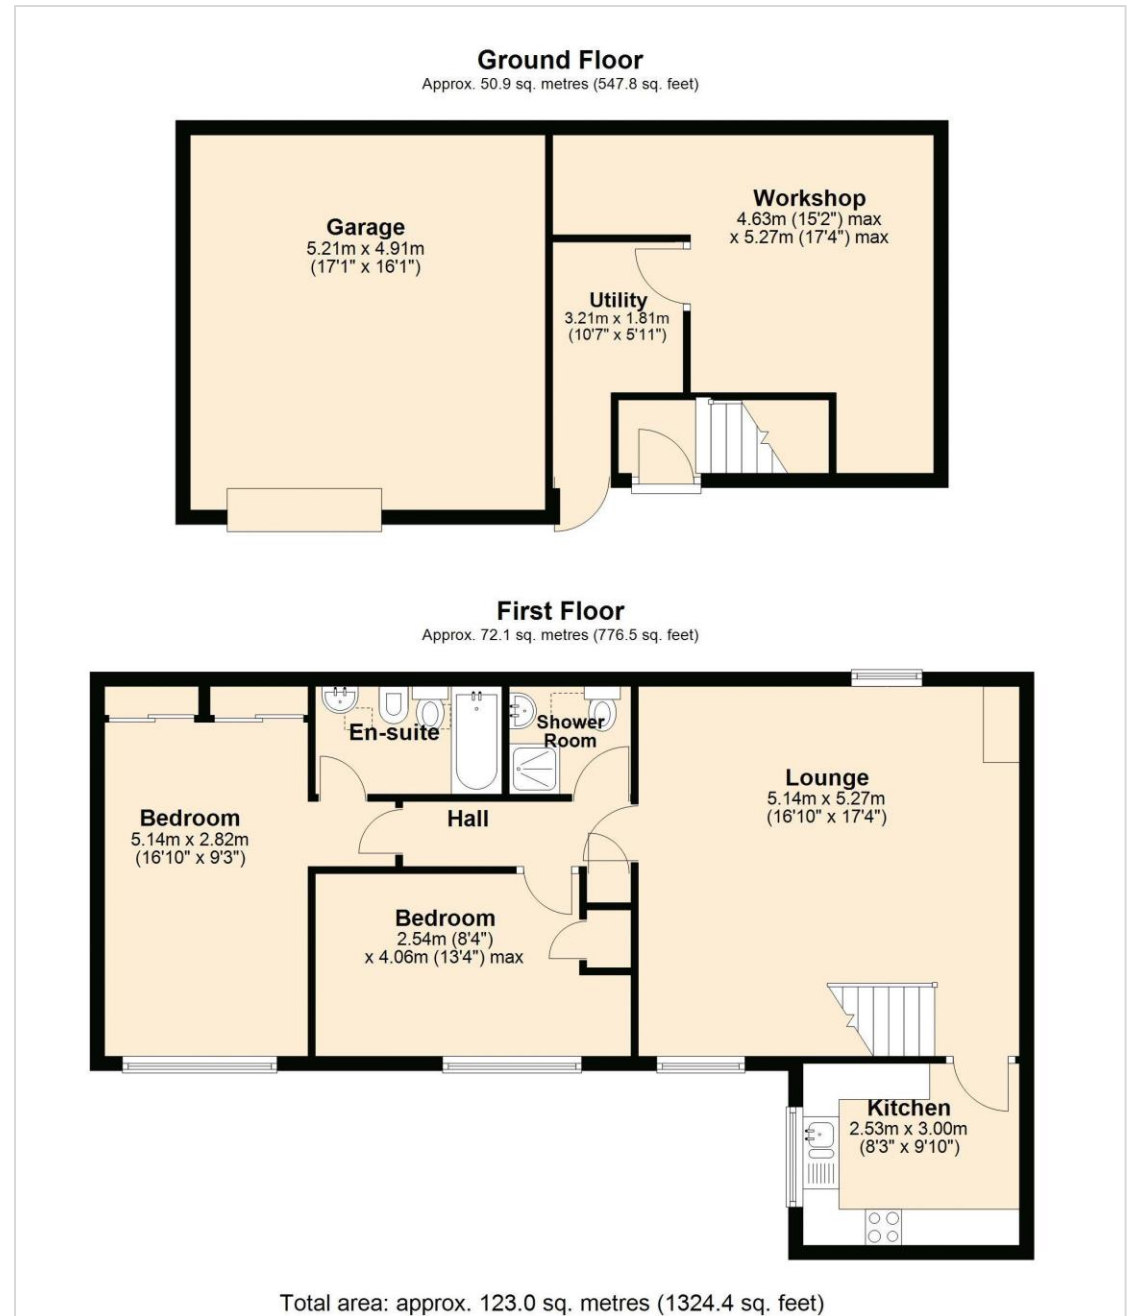 Ground Floor
Approx. 50.9 sq. metres (547.8 sq. feet)
Garage
5.21m x 4.91m
(17'1" x 16'1")
Workshop
4.63m (15'2") max
x 5.27m (17'4") max
Utility
3.21m x 1.81m
(10'7" x 5'11")
First Floor
Approx. 72.1 sq. metres (776.5 sq. feet)
En-suite
Shower
Room
Bedroom
5.14m x 2.82m
(16'10" x 9'3")
Hall
Lounge
5.14m x 5.27m
(16'10" x 17'4")
Bedroom
2.54m (8'4")
x 4.06m (13'4") max
Kitchen
2.53m x 3.00m
(8'3" x 9'10")
Total area: approx. 123.0 sq. metres (1324.4 sq. feet)